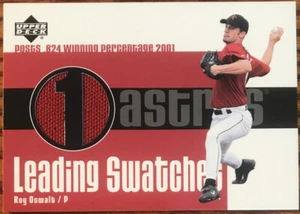 UPPER DECK
POSTS .824 WINNING PERCENTAGE 2001
1
astros
Leading Swatches
Roy Oswalt / P